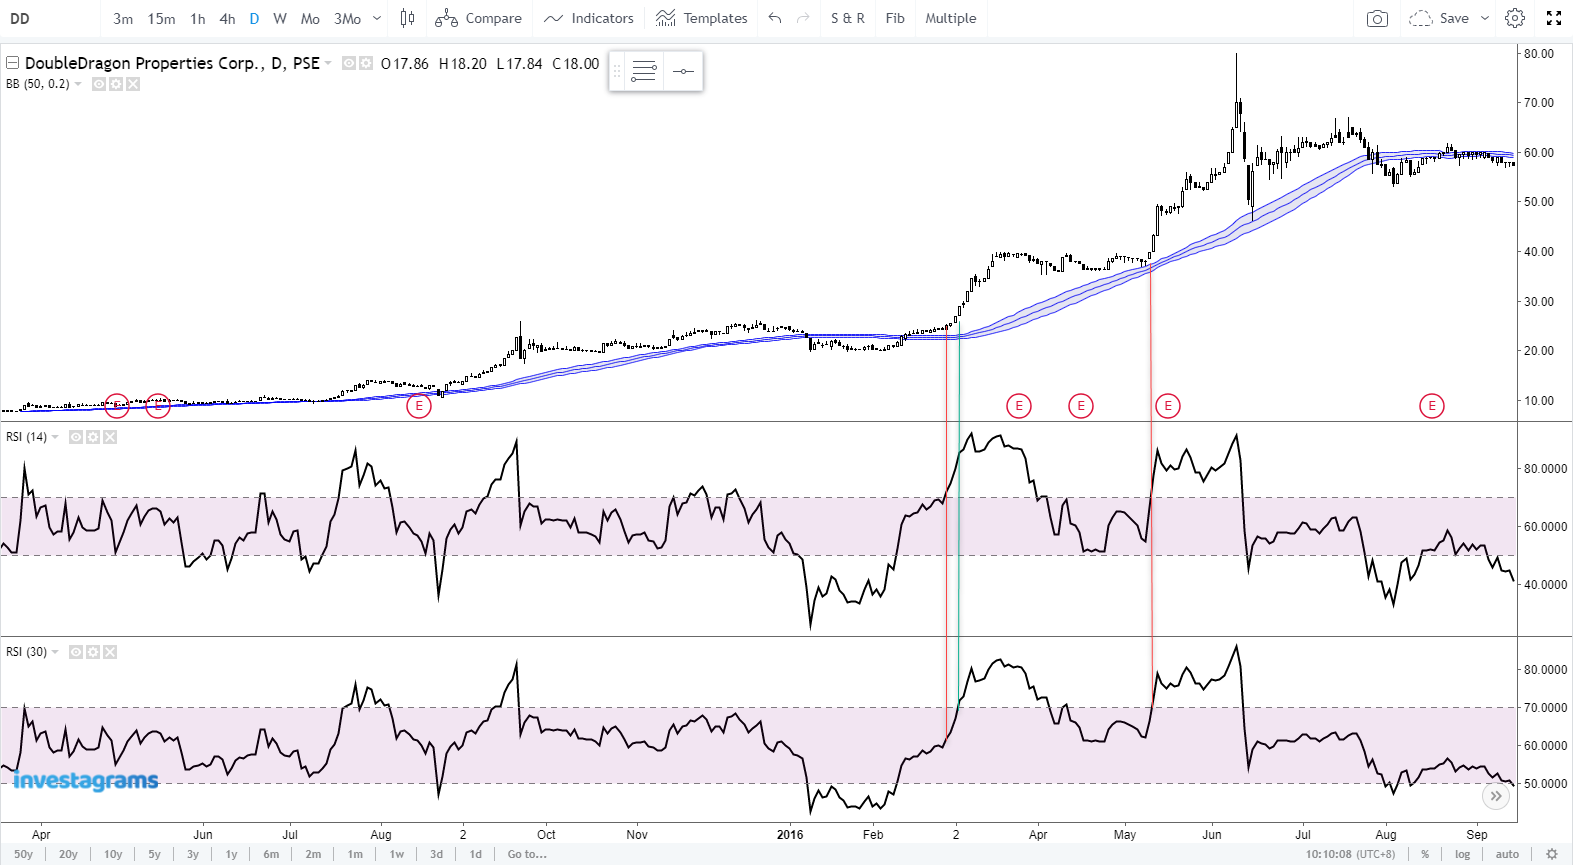 DD 3m 15m 1h 4h D W Mo 3Mo Compare Indicators Templates S & R Fib Multiple Save
DoubleDragon Properties Corp., D, PSE O17.86 H18.20 L17.84 C18.00
BB (50, 0.2)
80.00
70.00
60.00
50.00
40.00
30.00
20.00
10.00
E E E E E E E
RSI (14)
80.0000
60.0000
40.0000
RSI (30)
80.0000
70.0000
60.0000
50.0000
investagrams
Apr Jun Jul Aug 2 Oct Nov 2016 Feb 2 Apr May Jun Jul Aug Sep
50y 20y 10y 5y 3y 1y 6m 2m 1m 1w 3d 1d Go to... 10:10:08 (UTC+8) % log auto